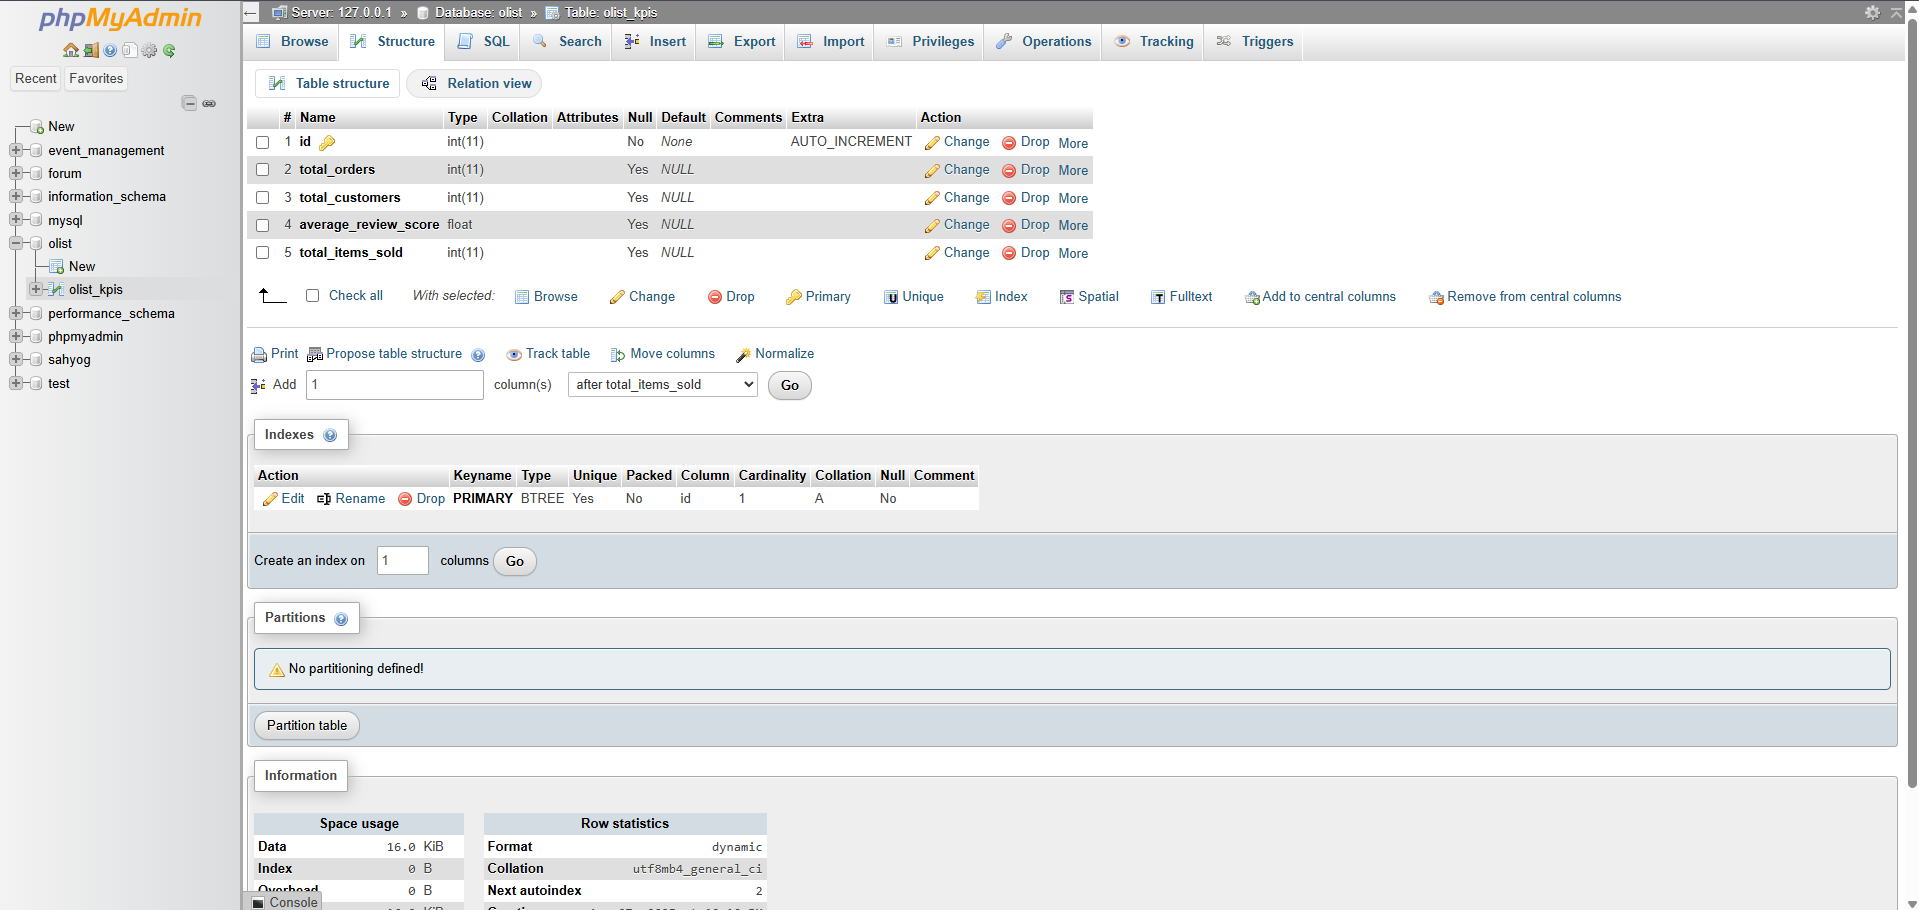 phpMyAdmin
Recent Favorites
New
event_management
forum
information_schema
mysql
olist
New
olist_kpis
performance_schema
phpmyadmin
sahyog
test
Server: 127.0.0.1 » Database: olist » Table: olist_kpis
Browse Structure SQL Search Insert Export Import Privileges Operations Tracking Triggers
Table structure Relation view
# Name Type Collation Attributes Null Default Comments Extra Action
1 id int(11) No None AUTO_INCREMENT Change Drop More
2 total_orders int(11) Yes NULL Change Drop More
3 total_customers int(11) Yes NULL Change Drop More
4 average_review_score float Yes NULL Change Drop More
5 total_items_sold int(11) Yes NULL Change Drop More
Check all With selected: Browse Change Drop Primary Unique Index Spatial Fulltext Add to central columns Remove from central columns
Print Propose table structure Track table Move columns Normalize
Add 1 column(s) after total_items_sold Go
Indexes
Action Keyname Type Unique Packed Column Cardinality Collation Null Comment
Edit Rename Drop PRIMARY BTREE Yes No id 1 A No
Create an index on 1 columns Go
Partitions
No partitioning defined!
Partition table
Information
Space usage
Data 16.0 KiB
Index 0 B
Overhead 0 B
Row statistics
Format dynamic
Collation utf8mb4_general_ci
Next autoindex 2
Console